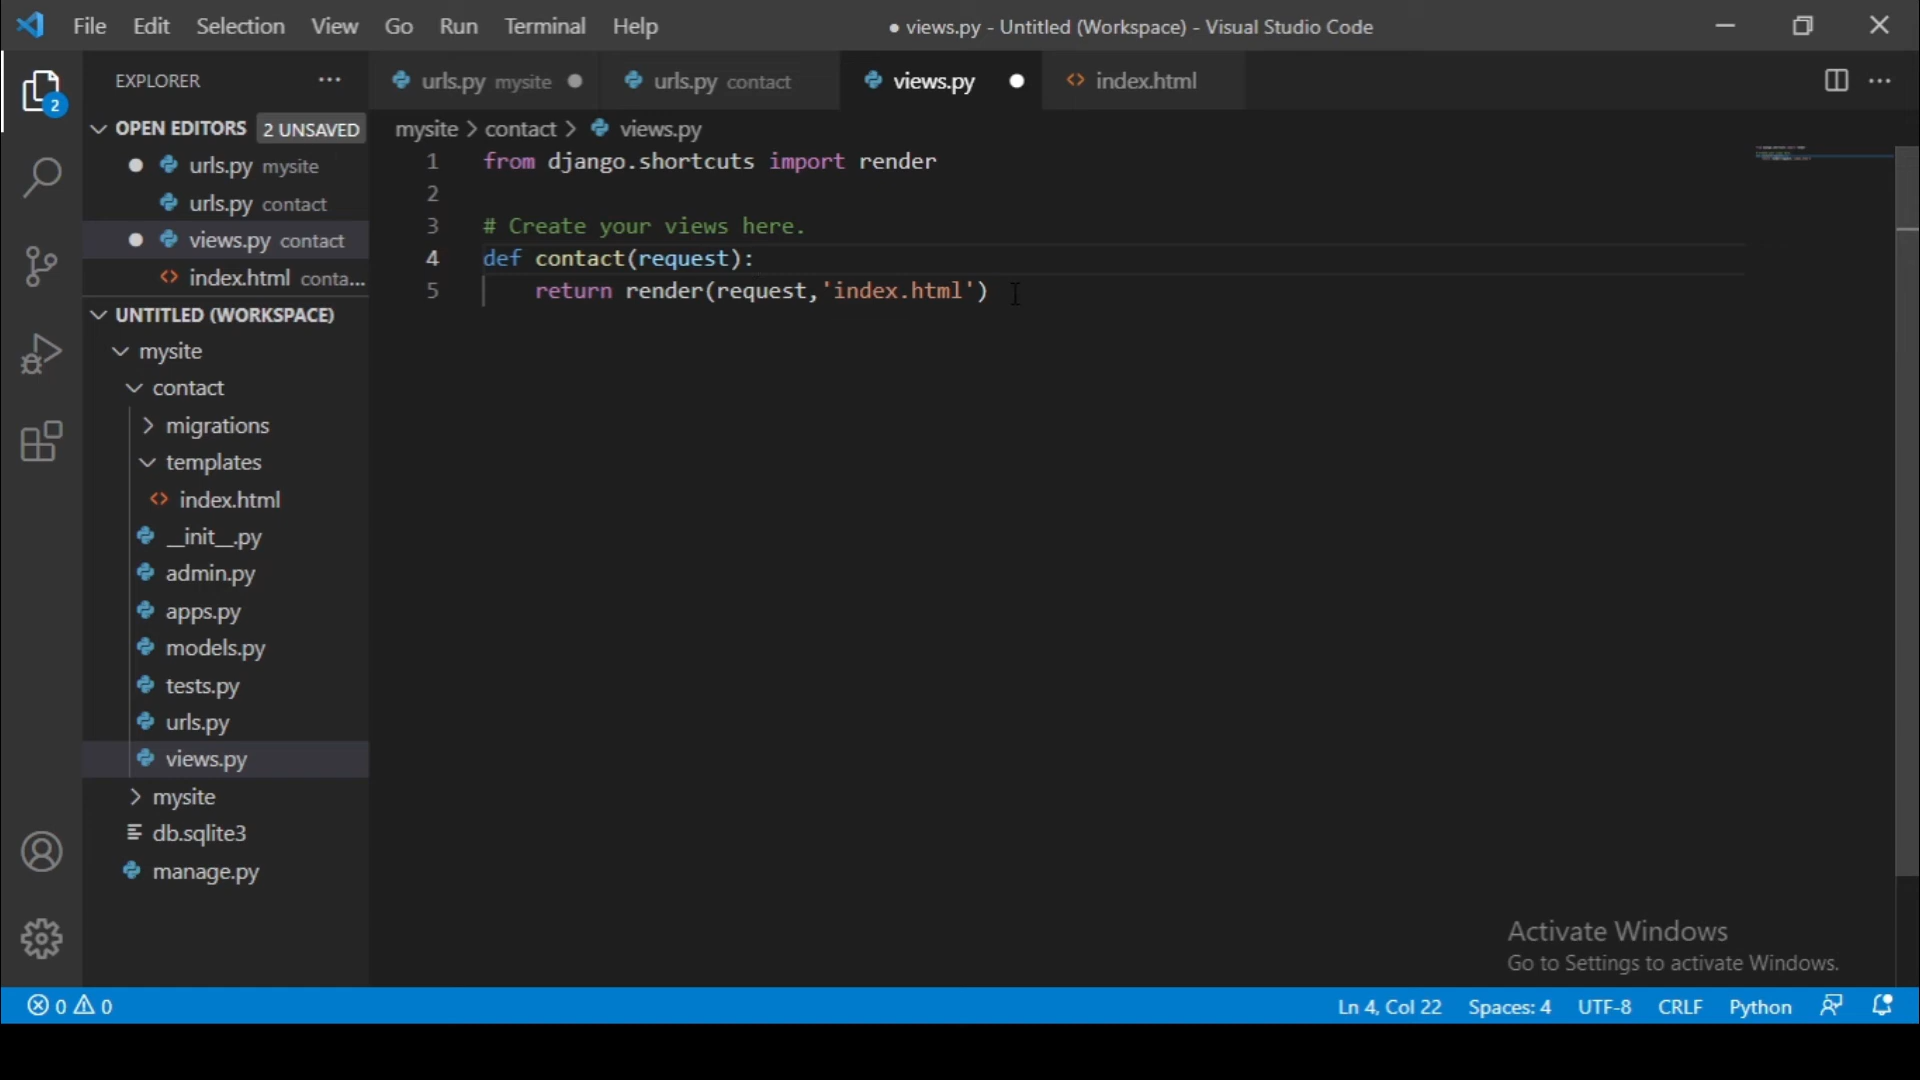 File Edit Selection View Go Run Terminal Help ● views.py - Untitled (Workspace) - Visual Studio Code
EXPLORER ··· urls.py mysite ● urls.py contact views.py ● index.html ···
2
OPEN EDITORS 2 UNSAVED
mysite > contact > views.py
● urls.py mysite
urls.py contact
● views.py contact
index.html conta...
1 from django.shortcuts import render
2
3 # Create your views here.
4 def contact(request):
5 return render(request,'index.html')
UNTITLED (WORKSPACE)
mysite
contact
migrations
templates
index.html
__init__.py
admin.py
apps.py
models.py
tests.py
urls.py
views.py
mysite
db.sqlite3
manage.py
Activate Windows
Go to Settings to activate Windows.
0 0 Ln 4, Col 22 Spaces: 4 UTF-8 CRLF Python